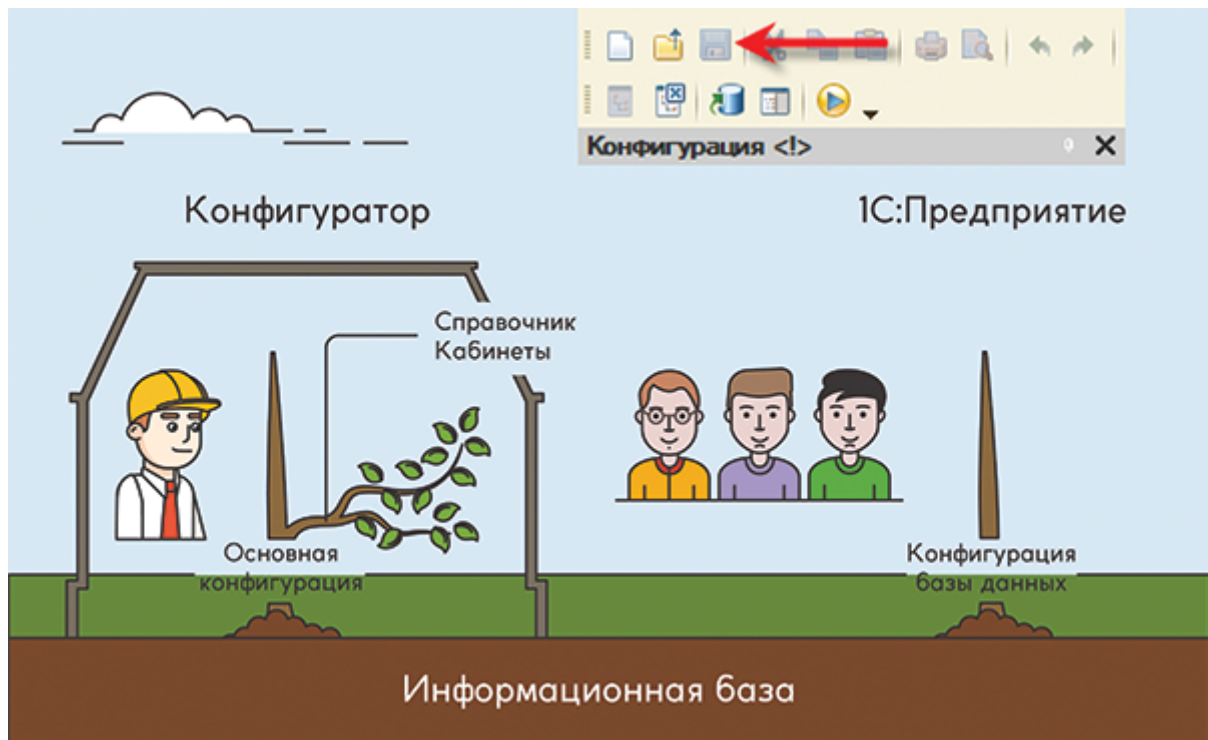 Конфигурация <!>
Конфигуратор
1С:Предприятие
Справочник
Кабинеты
Основная
конфигурация
Конфигурация
базы данных
Информационная база